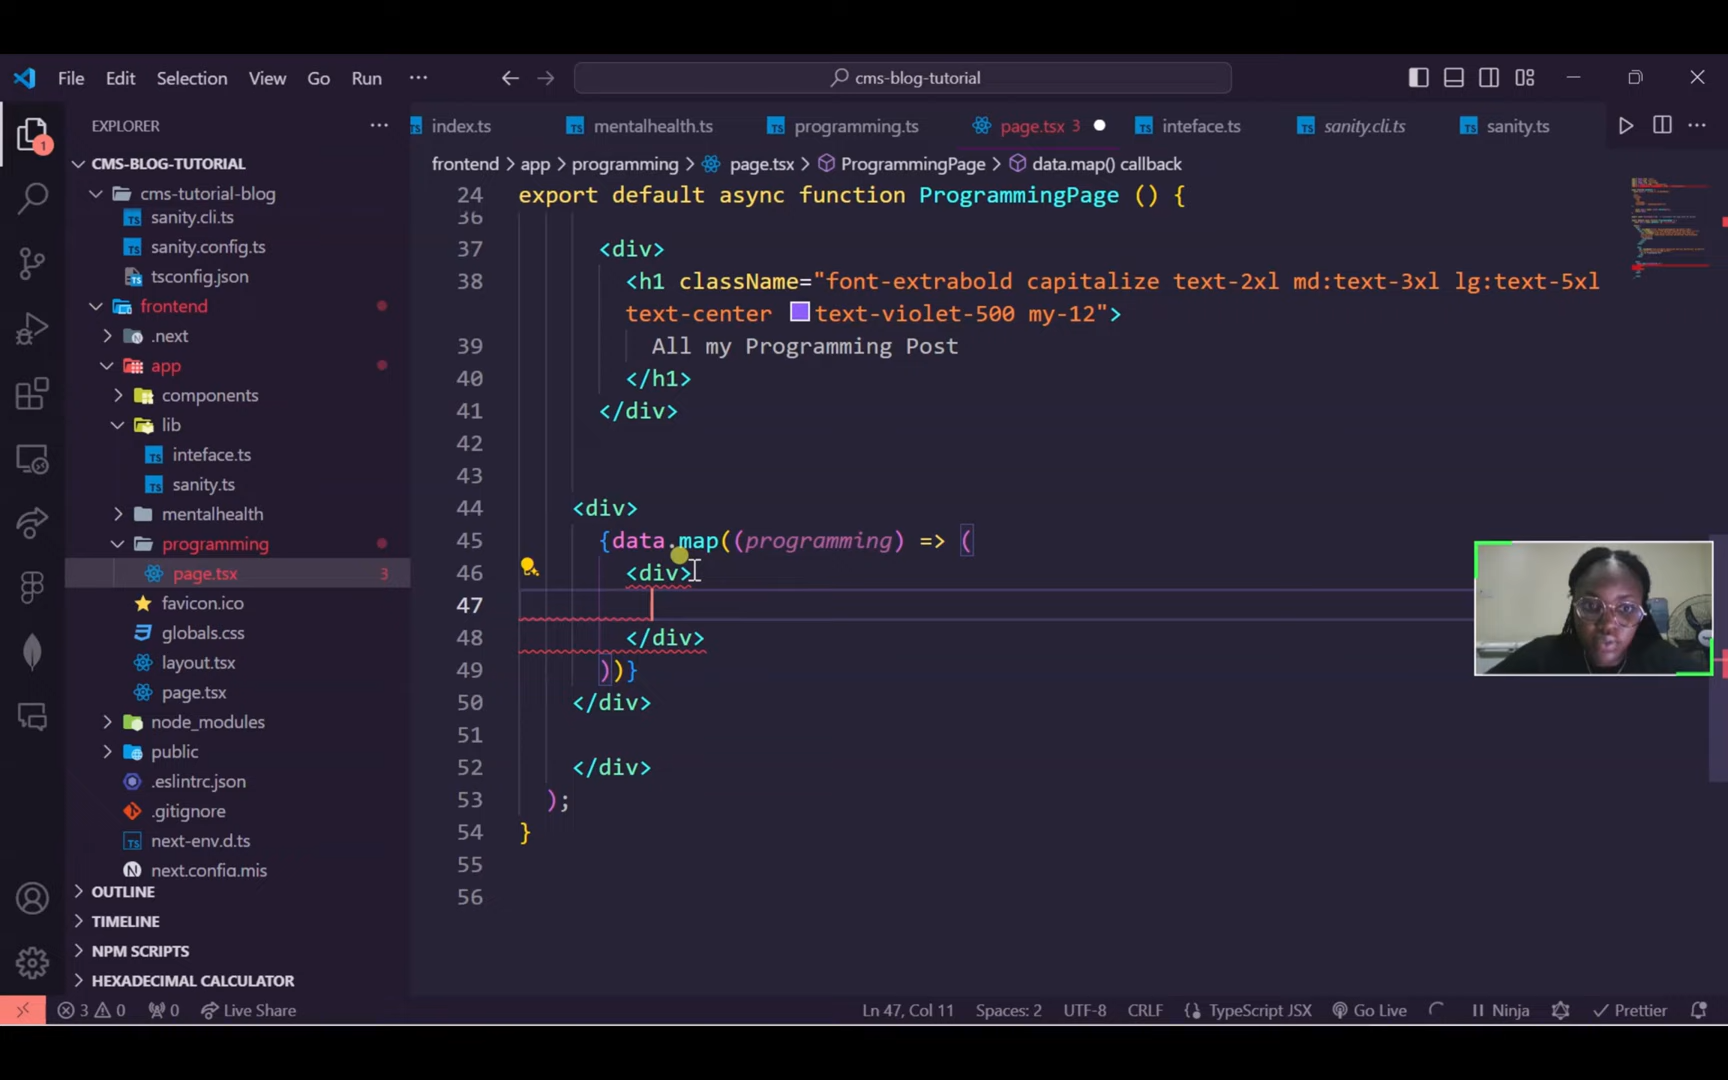 File Edit Selection View Go Run ··· cms-blog-tutorial
EXPLORER ···
index.ts mentalhealth.ts programming.ts page.tsx 3 inteface.ts sanity.cli.ts sanity.ts ···
frontend > app > programming > page.tsx > ProgrammingPage > data.map() callback
CMS-BLOG-TUTORIAL
cms-tutorial-blog
sanity.cli.ts
sanity.config.ts
tsconfig.json
frontend
.next
app
components
lib
inteface.ts
sanity.ts
mentalhealth
programming
page.tsx 3
favicon.ico
globals.css
layout.tsx
page.tsx
node_modules
public
.eslintrc.json
.gitignore
next-env.d.ts
next.config.mjs
OUTLINE
TIMELINE
NPM SCRIPTS
HEXADECIMAL CALCULATOR
1
24 export default async function ProgrammingPage () {
36
37 <div>
38 <h1 className="font-extrabold capitalize text-2xl md:text-3xl lg:text-5xl
text-center text-violet-500 my-12">
39 All my Programming Post
40 </h1>
41 </div>
42
43
44 <div>
45 {data.map((programming) => (
46 <div>
47
48 </div>
49 ))}
50 </div>
51
52 </div>
53 );
54 }
55
56
3 0 0 Live Share Ln 47, Col 11 Spaces: 2 UTF-8 CRLF TypeScript JSX Go Live Ninja Prettier